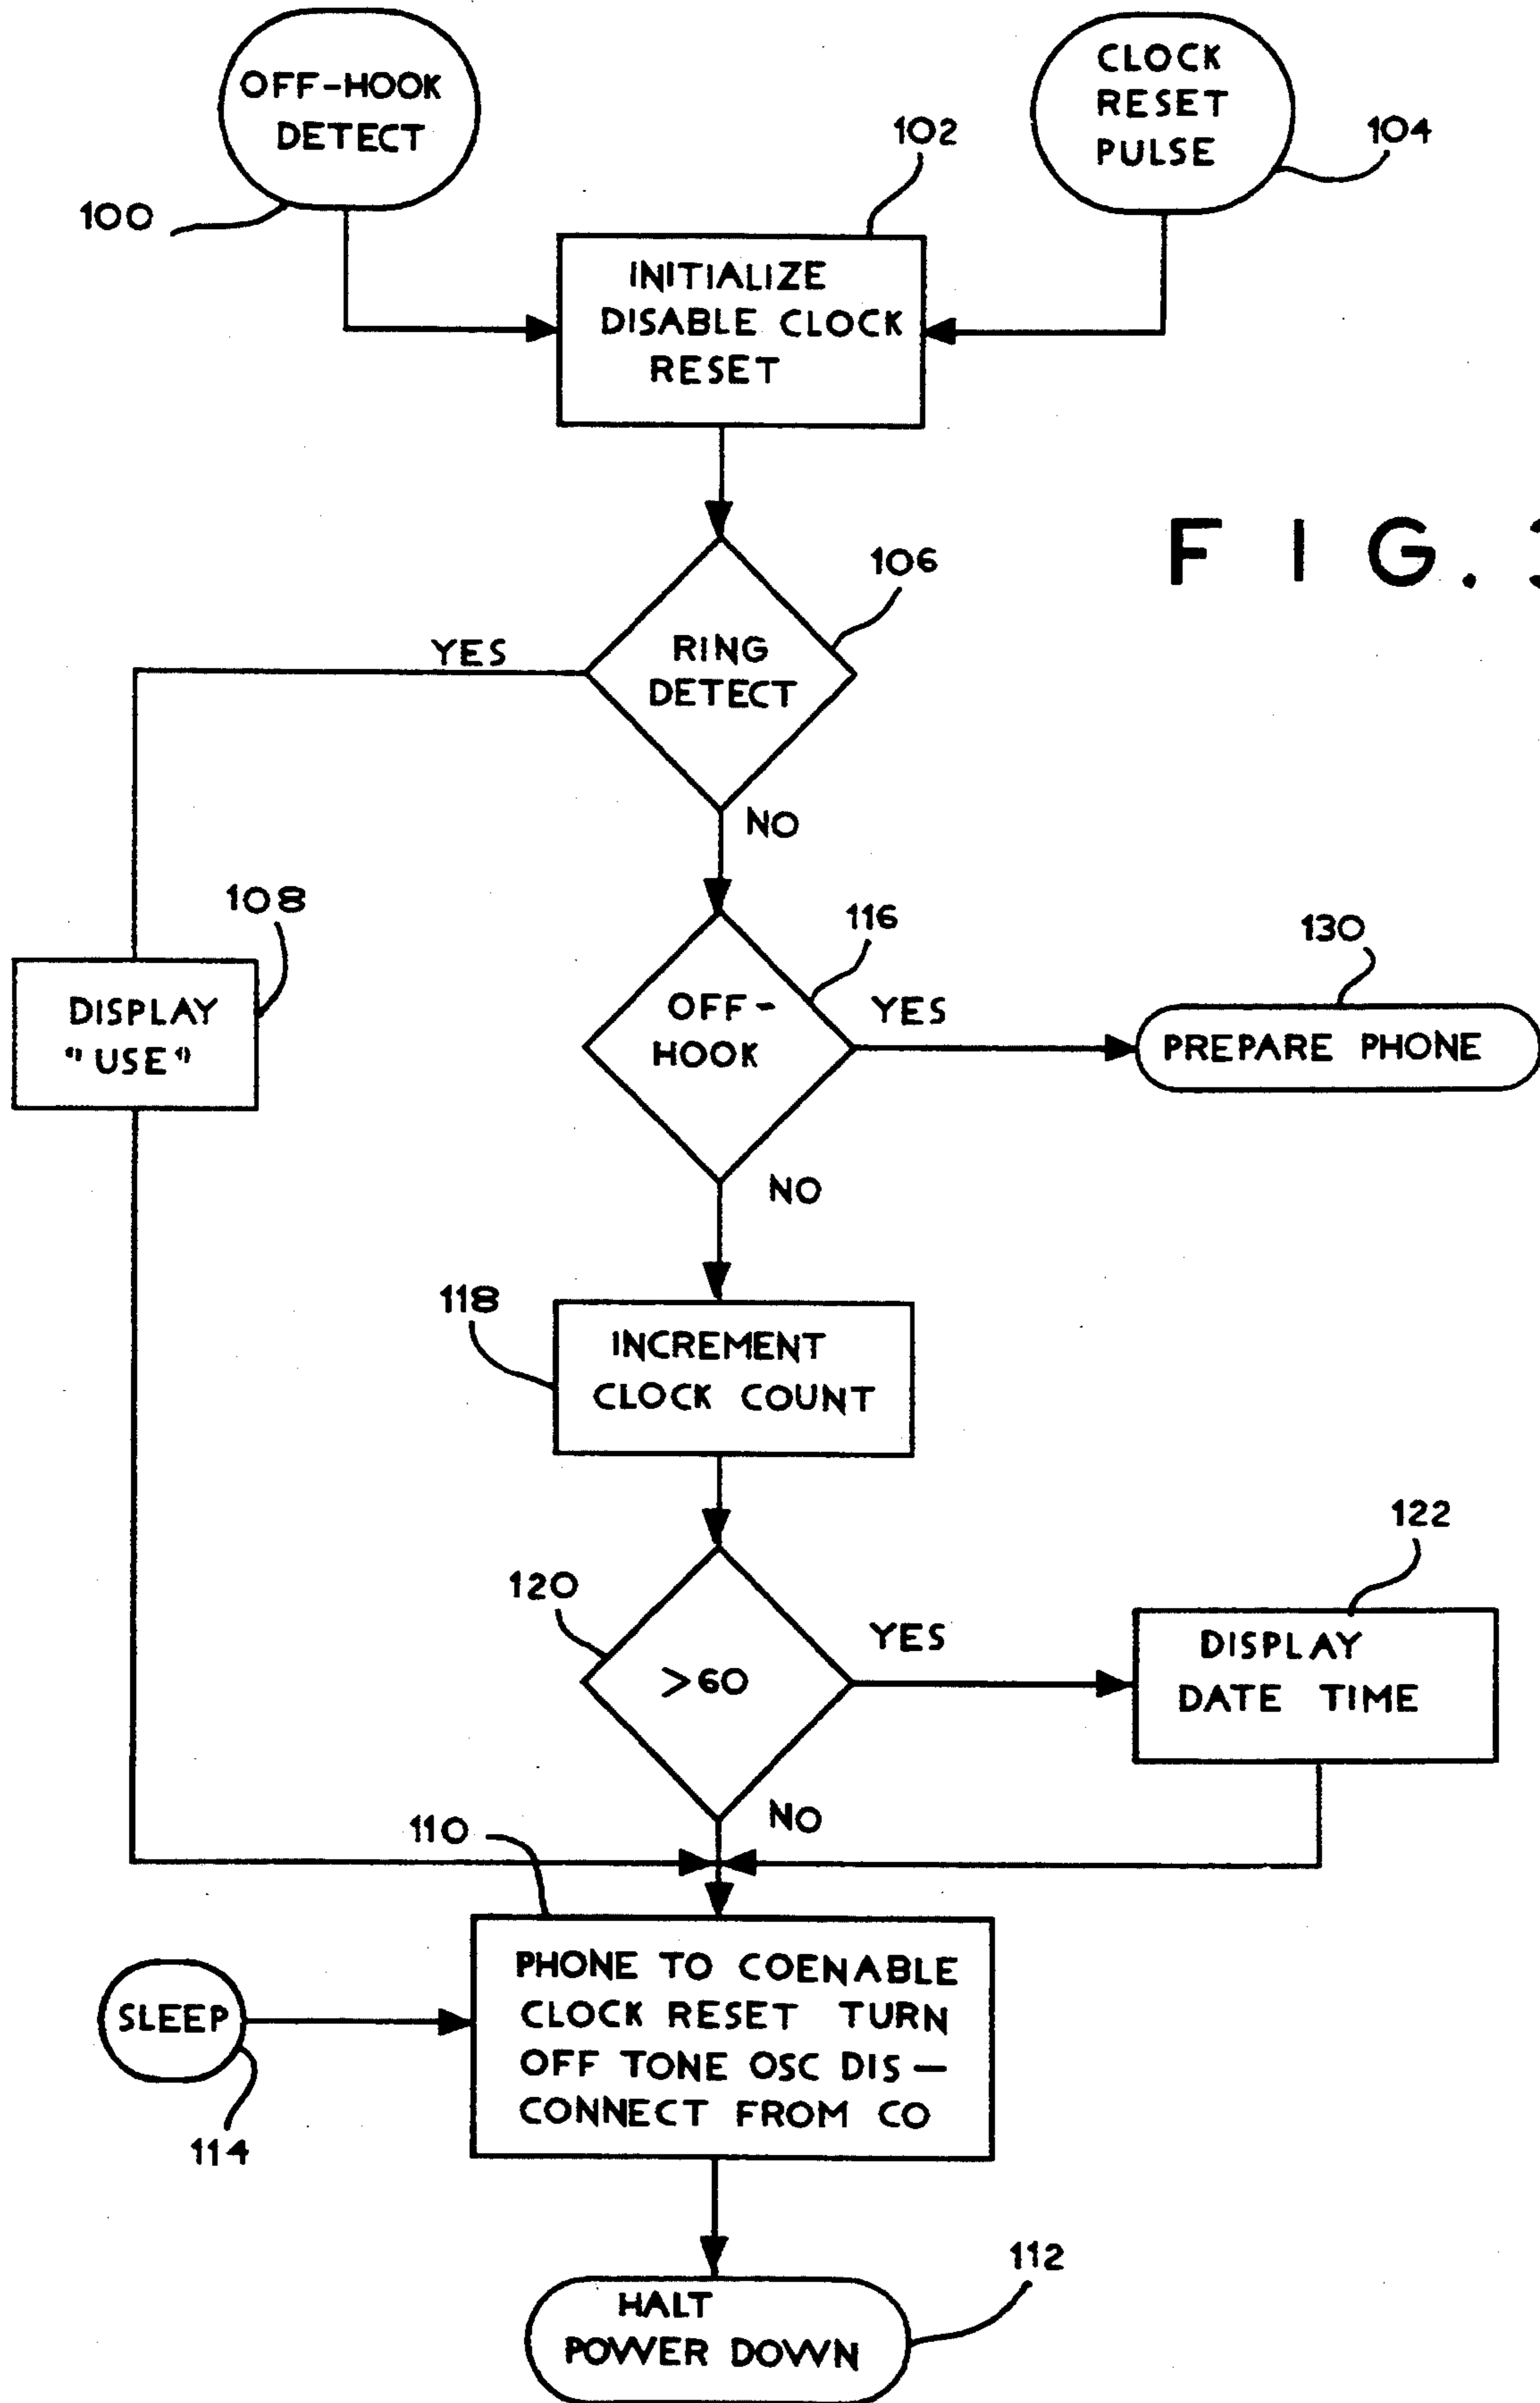 OFF-HOOK
DETECT
100
CLOCK
RESET
PULSE
104
102
INITIALIZE
DISABLE CLOCK
RESET
FIG.
106
RING
DETECT
YES
NO
108
DISPLAY
"USE"
116
OFF-
HOOK
YES
130
PREPARE PHONE
NO
118
INCREMENT
CLOCK COUNT
120
>60
YES
122
DISPLAY
DATE TIME
NO
110
PHONE TO COENABLE
CLOCK RESET TURN
OFF TONE OSC DIS-
CONNECT FROM CO
SLEEP
114
HALT
POWER DOWN
112